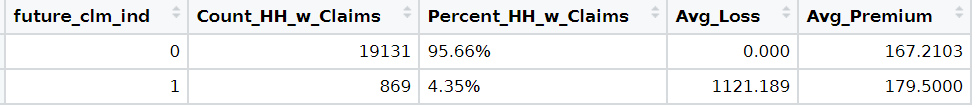 future_clm_ind Count_HH_w_Claims Percent_HH_w_Claims Avg_Loss Avg_Premium
0 19131 95.66% 0.000 167.2103
1 869 4.35% 1121.189 179.5000